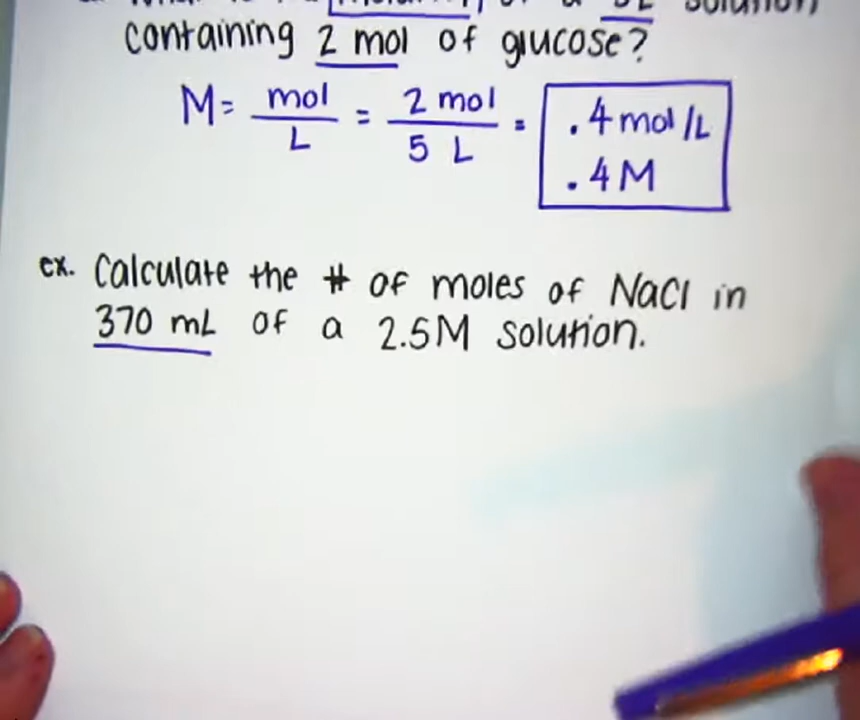 solution
containing 2 mol of glucose?
M = mol / L = 2 mol / 5 L = .4 mol/L
.4 M
ex. Calculate the # of moles of NaCl in
370 mL of a 2.5M solution.